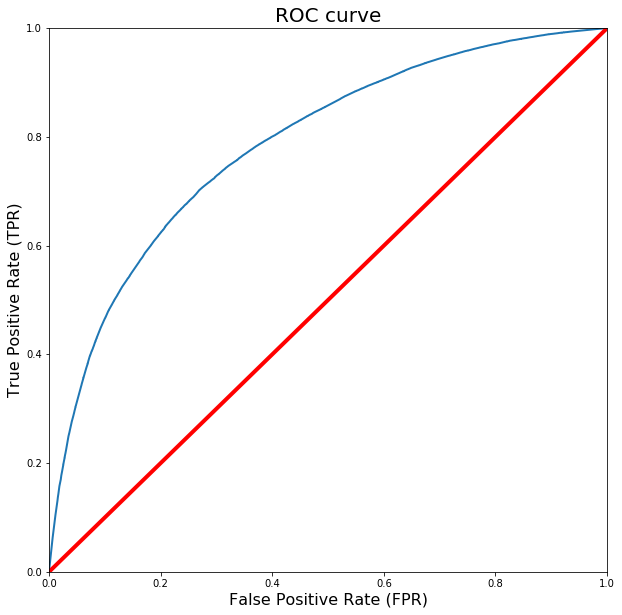 ROC curve
1.0
0.8
0.6
0.4
0.2
0.0
True Positive Rate (TPR)
0.0 0.2 0.4 0.6 0.8 1.0
False Positive Rate (FPR)